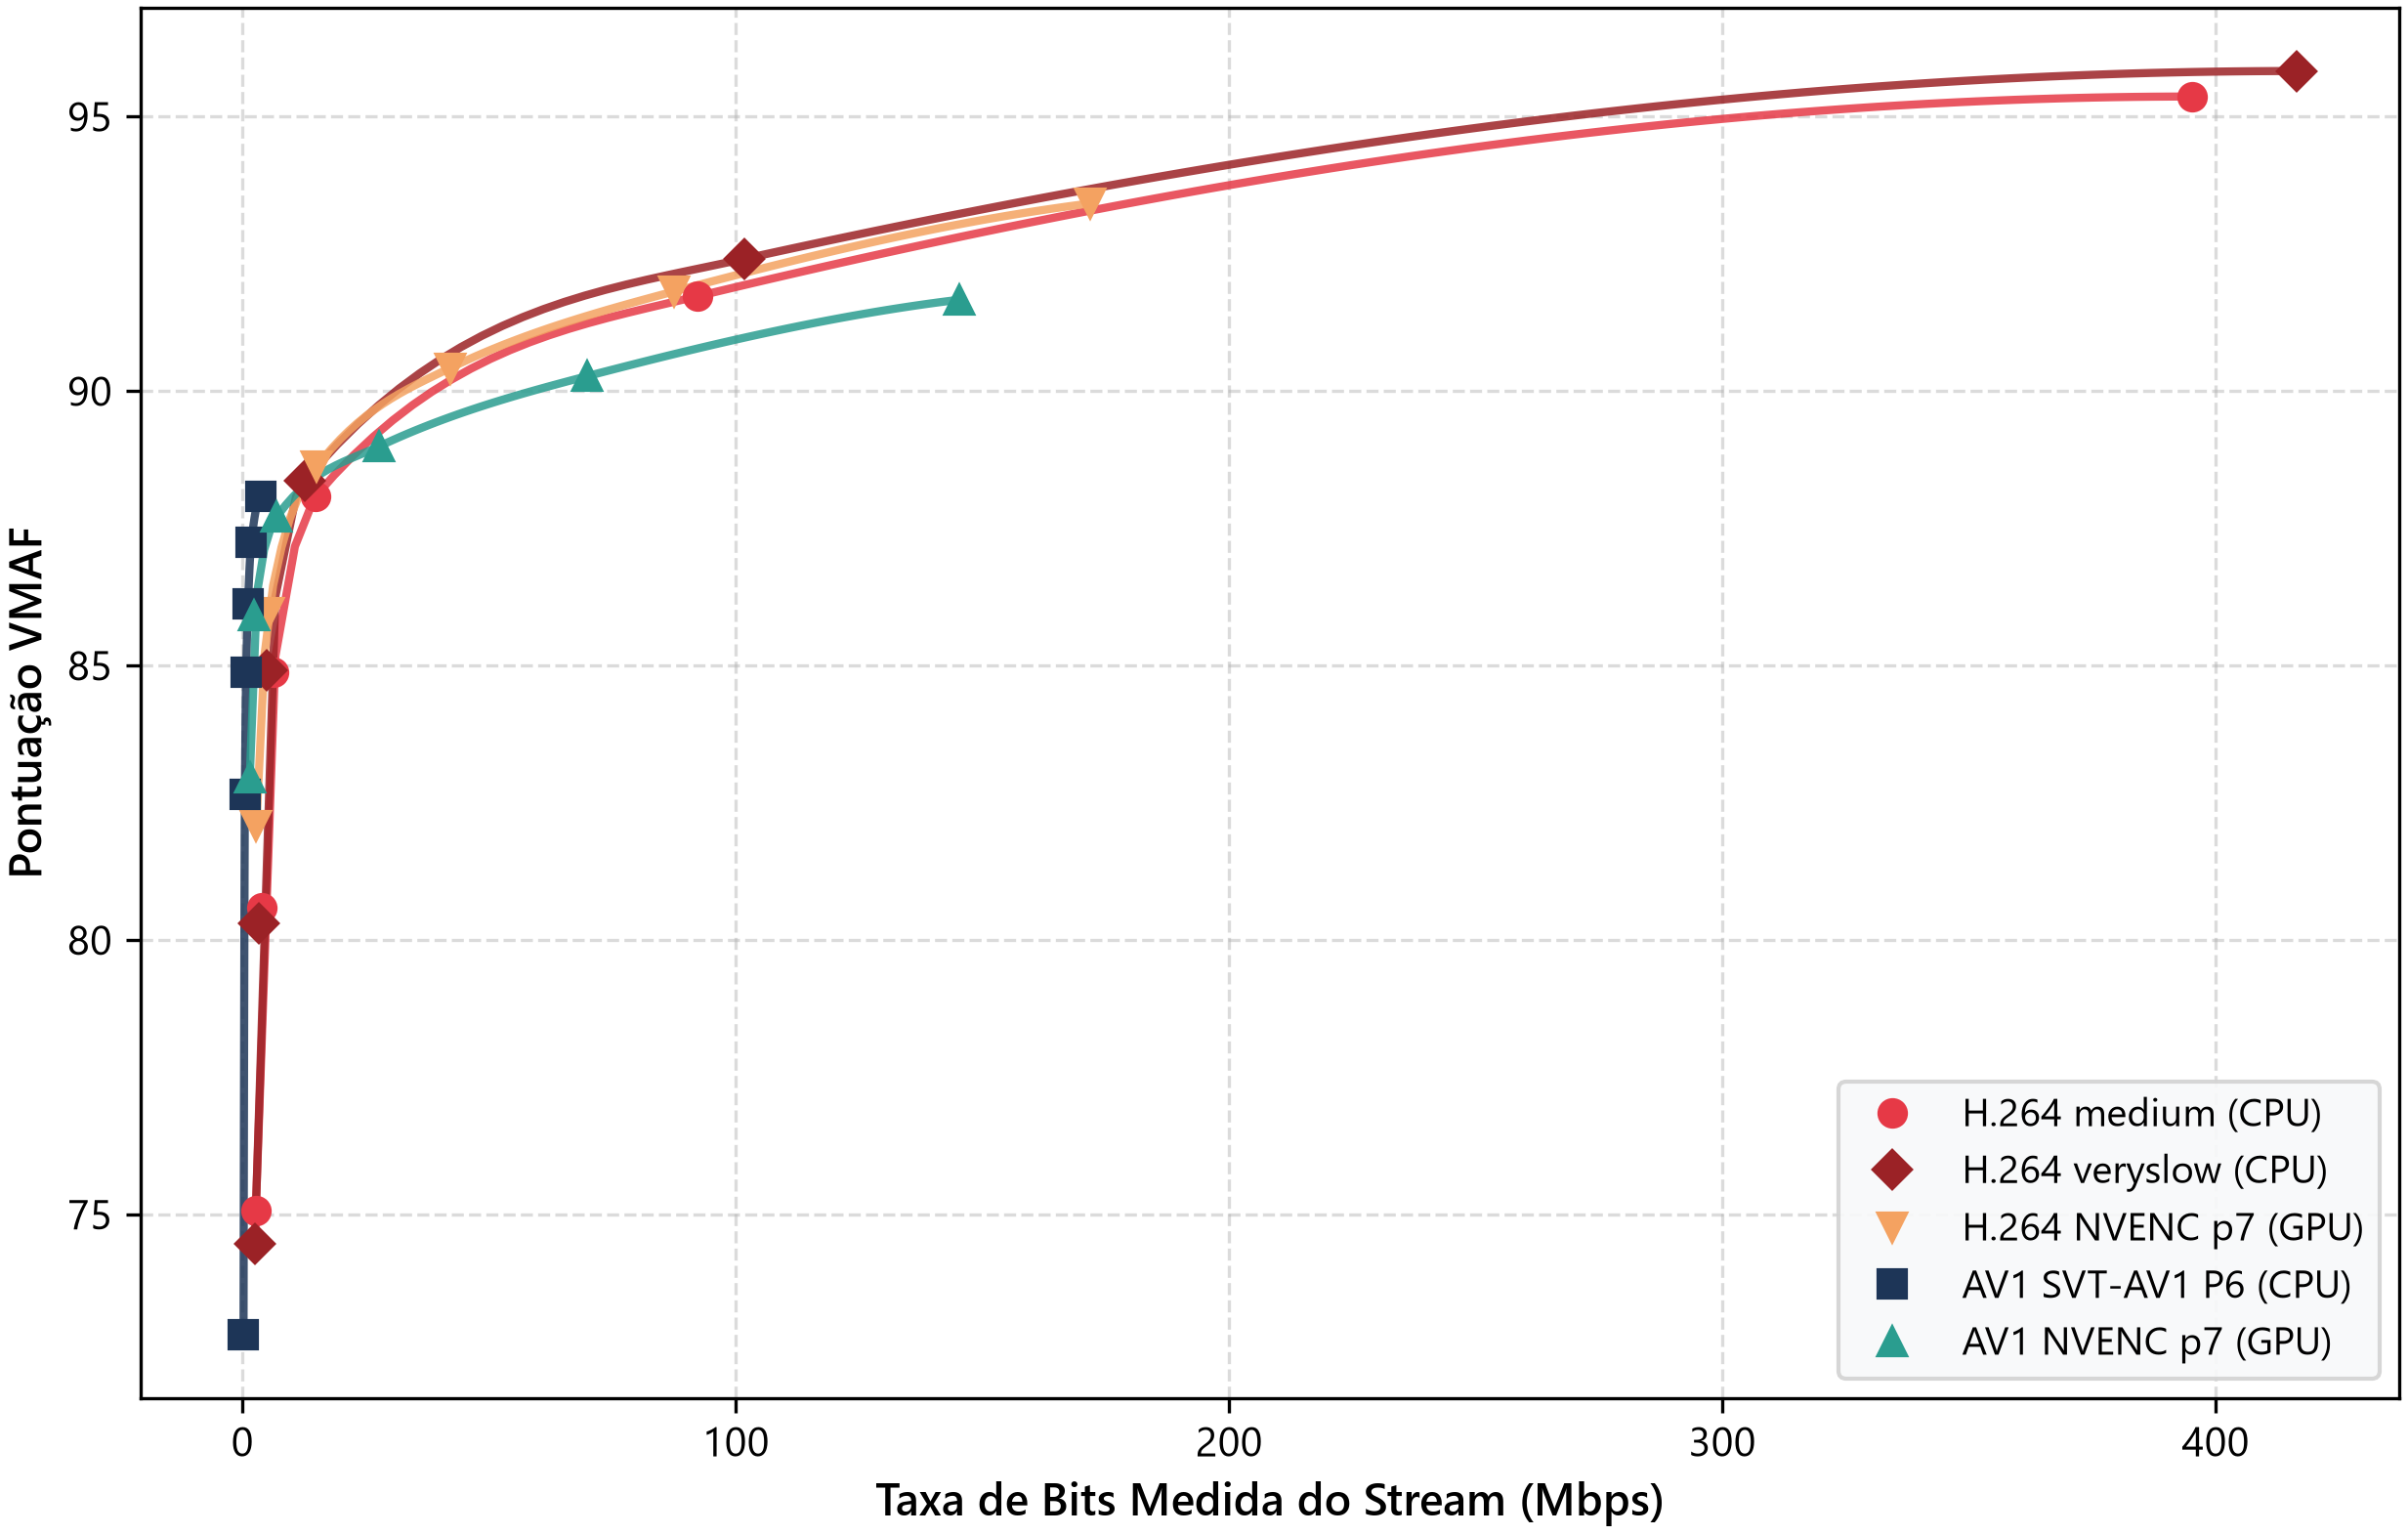 95
90
85
80
75
Pontuação VMAF
0 100 200 300 400
Taxa de Bits Medida do Stream (Mbps)
H.264 medium (CPU)
H.264 veryslow (CPU)
H.264 NVENC p7 (GPU)
AV1 SVT-AV1 P6 (CPU)
AV1 NVENC p7 (GPU)